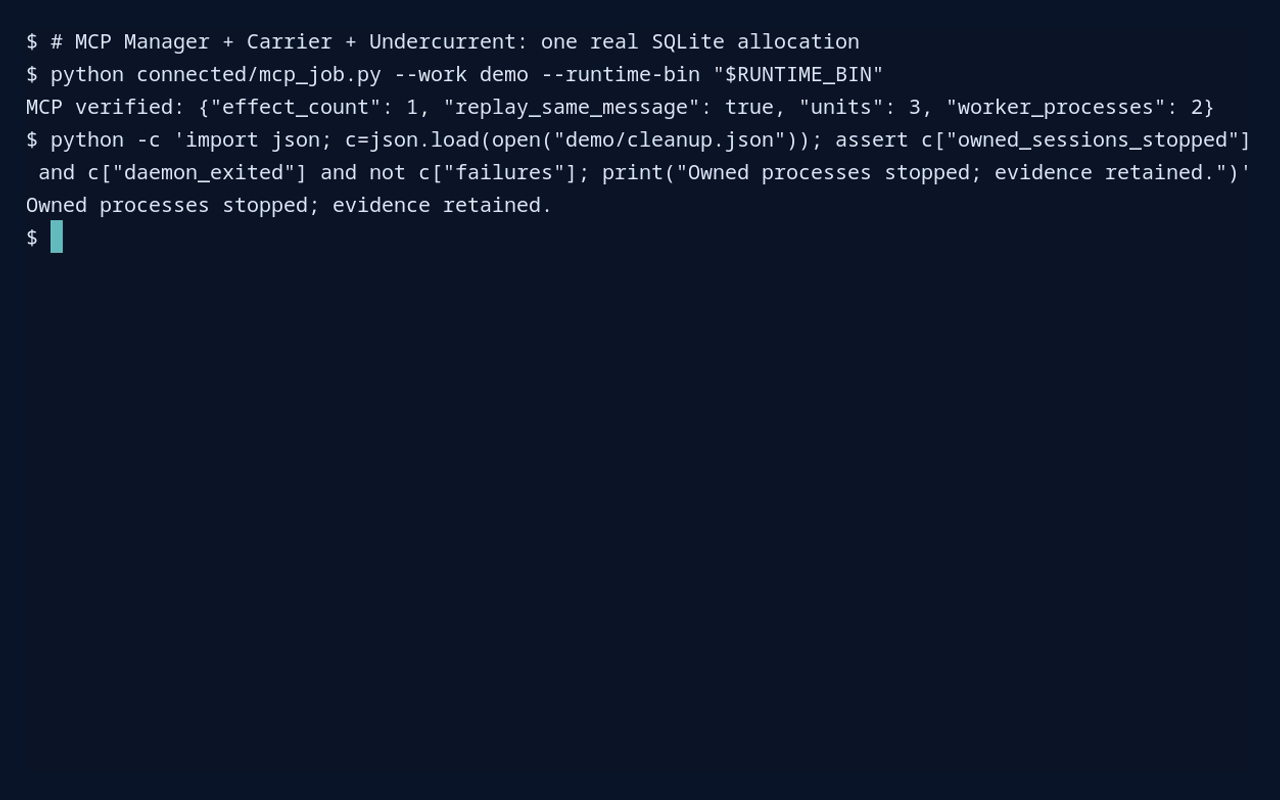 $ # MCP Manager + Carrier + Undercurrent: one real SQLite allocation
$ python connected/mcp_job.py --work demo --runtime-bin "$RUNTIME_BIN"
MCP verified: {"effect_count": 1, "replay_same_message": true, "units": 3, "worker_processes": 2}
$ python -c 'import json; c=json.load(open("demo/cleanup.json")); assert c["owned_sessions_stopped"]
 and c["daemon_exited"] and not c["failures"]; print("Owned processes stopped; evidence retained.")'
Owned processes stopped; evidence retained.
$